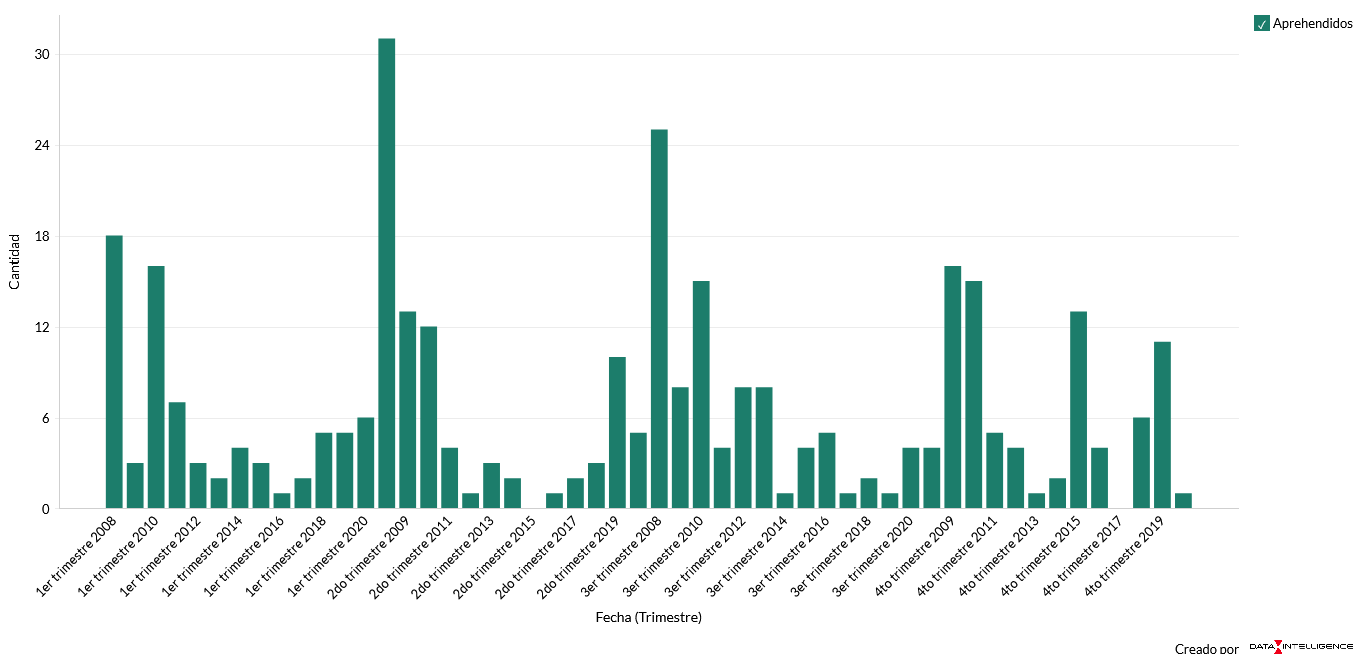 Aprehendidos
Cantidad
30
24
18
12
6
0
1er trimestre 2008
1er trimestre 2010
1er trimestre 2012
1er trimestre 2014
1er trimestre 2016
1er trimestre 2018
1er trimestre 2020
2do trimestre 2009
2do trimestre 2011
2do trimestre 2013
2do trimestre 2015
2do trimestre 2017
2do trimestre 2019
3er trimestre 2008
3er trimestre 2010
3er trimestre 2012
3er trimestre 2014
3er trimestre 2016
3er trimestre 2018
3er trimestre 2020
4to trimestre 2009
4to trimestre 2011
4to trimestre 2013
4to trimestre 2015
4to trimestre 2017
4to trimestre 2019
Fecha (Trimestre)
Creado por DATA INTELLIGENCE